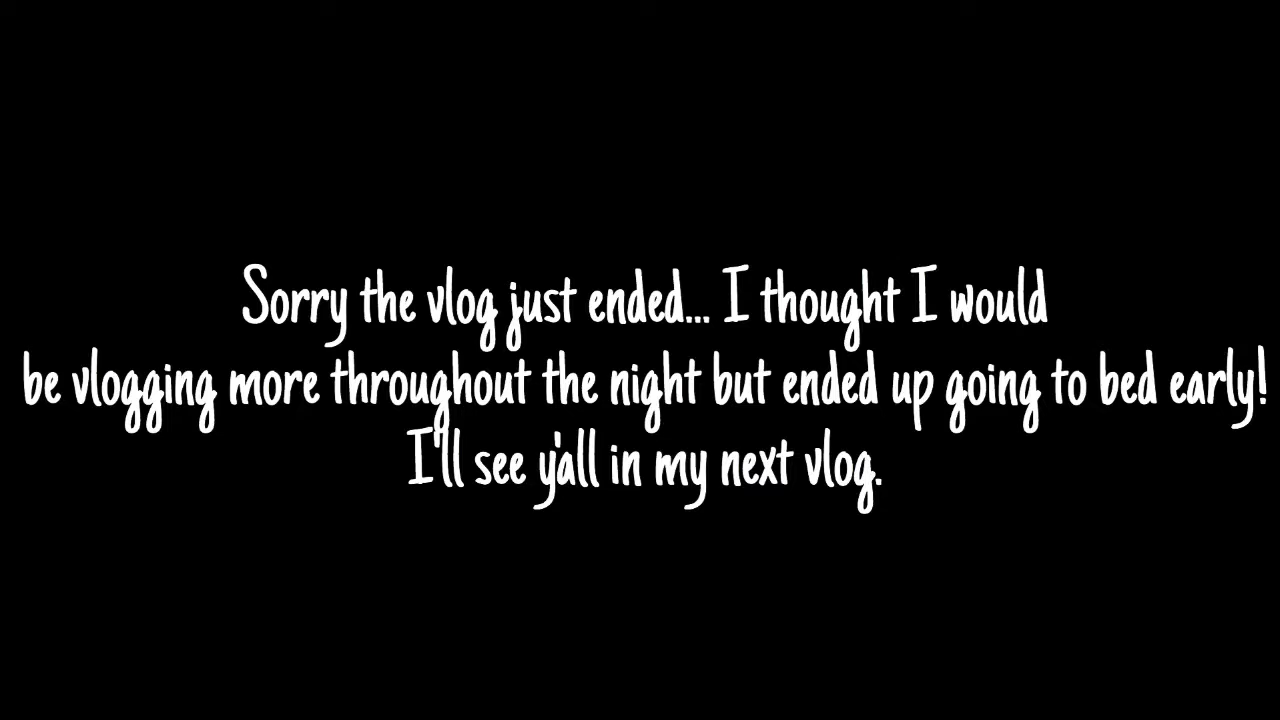 Sorry the vlog just ended... I thought I would
be vlogging more throughout the night but ended up going to bed early!
I'll see y'all in my next vlog.